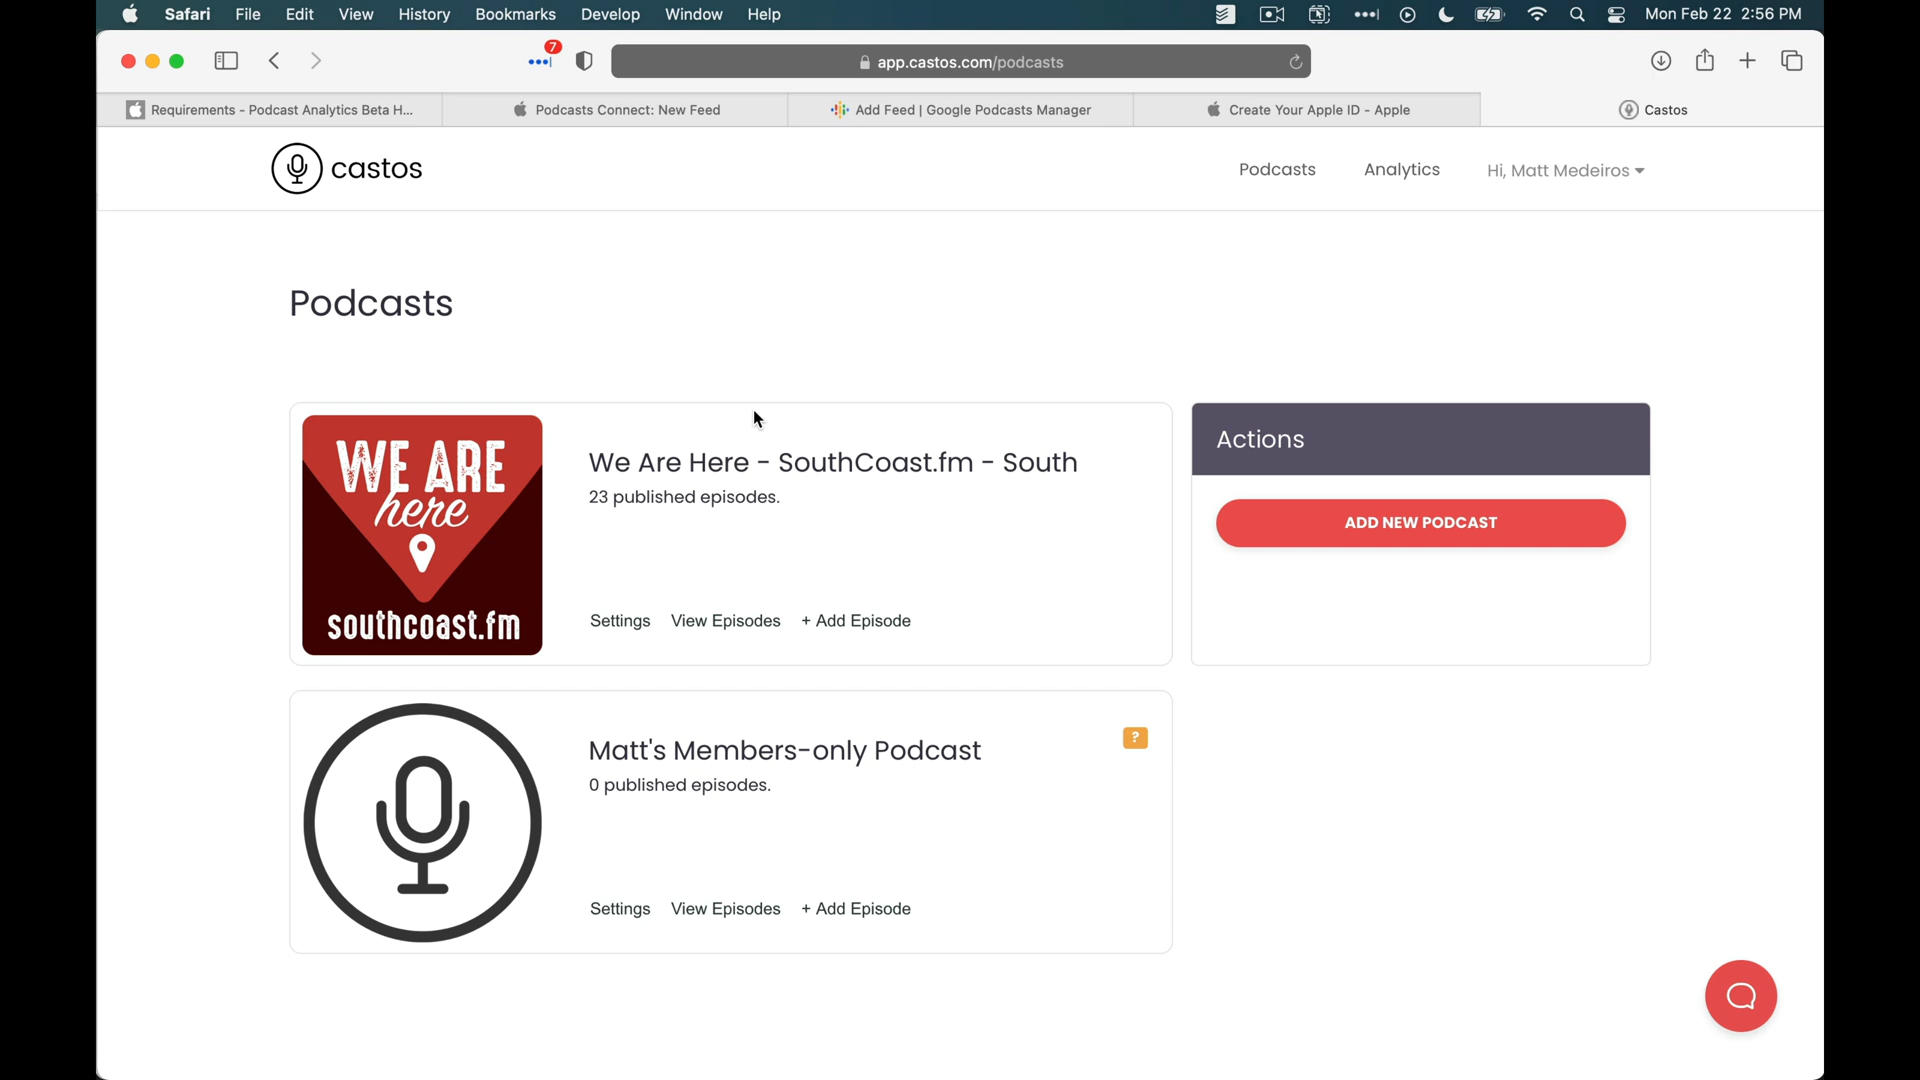 Safari File Edit View History Bookmarks Develop Window Help Mon Feb 22 2:56 PM
7
app.castos.com/podcasts
Requirements - Podcast Analytics Beta H... Podcasts Connect: New Feed Add Feed | Google Podcasts Manager Create Your Apple ID - Apple Castos
castos Podcasts Analytics Hi, Matt Medeiros
Podcasts
WE ARE
here
southcoast.fm
We Are Here - SouthCoast.fm - South
23 published episodes.
Settings View Episodes + Add Episode
Actions
ADD NEW PODCAST
Matt's Members-only Podcast
?
0 published episodes.
Settings View Episodes + Add Episode